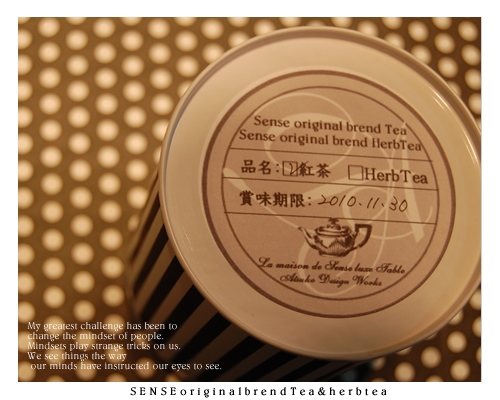 Sense original brend Tea
Sense original brend HerbTea
品名:☑紅茶 □HerbTea
賞味期限:2010.11.30
La maison de Sense luxe Table
Atsuko Design Works
My greatest challenge has been to
change the mindset of people.
Mindsets play strange tricks on us.
We see things the way
our minds have instructed our eyes to see.
SENSEoriginalbrendTea&herbtea